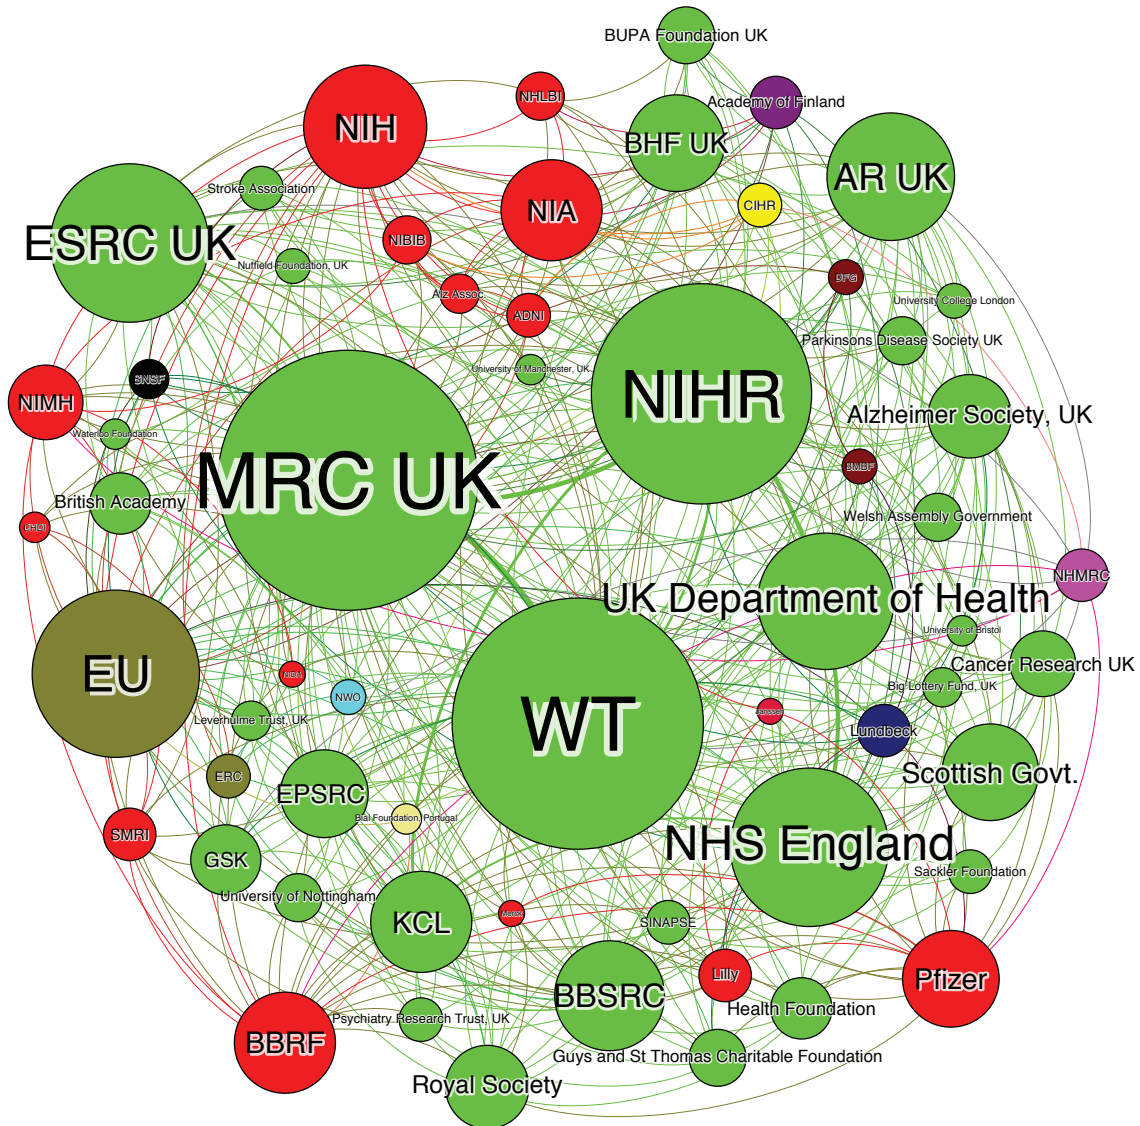 BUPA Foundation UK
NHLBI
Academy of Finland
NIH
BHF UK
AR UK
Stroke Association
NIA
CIHR
ESRC UK
NIBIB
Nuffield Foundation, UK
Alz Assoc.
DFG
University College London
ADNI
Parkinsons Disease Society UK
University of Manchester, UK
SNSF
NIMH
NIHR
Alzheimer Society, UK
Waterloo Foundation
MRC UK
BMBF
British Academy
Welsh Assembly Government
CHDI
NHMRC
UK Department of Health
University of Bristol
EU
Cancer Research UK
NIDA
NWO
Big Lottery Fund, UK
Janssen
Leverhulme Trust, UK
WT
Lundbeck
ERC
Scottish Govt.
EPSRC
Bial Foundation, Portugal
SMRI
NHS England
GSK
Sackler Foundation
University of Nottingham
Merck
KCL
SINAPSE
Lilly
Pfizer
BBSRC
Health Foundation
Psychiatry Research Trust, UK
BBRF
Guys and St Thomas Charitable Foundation
Royal Society